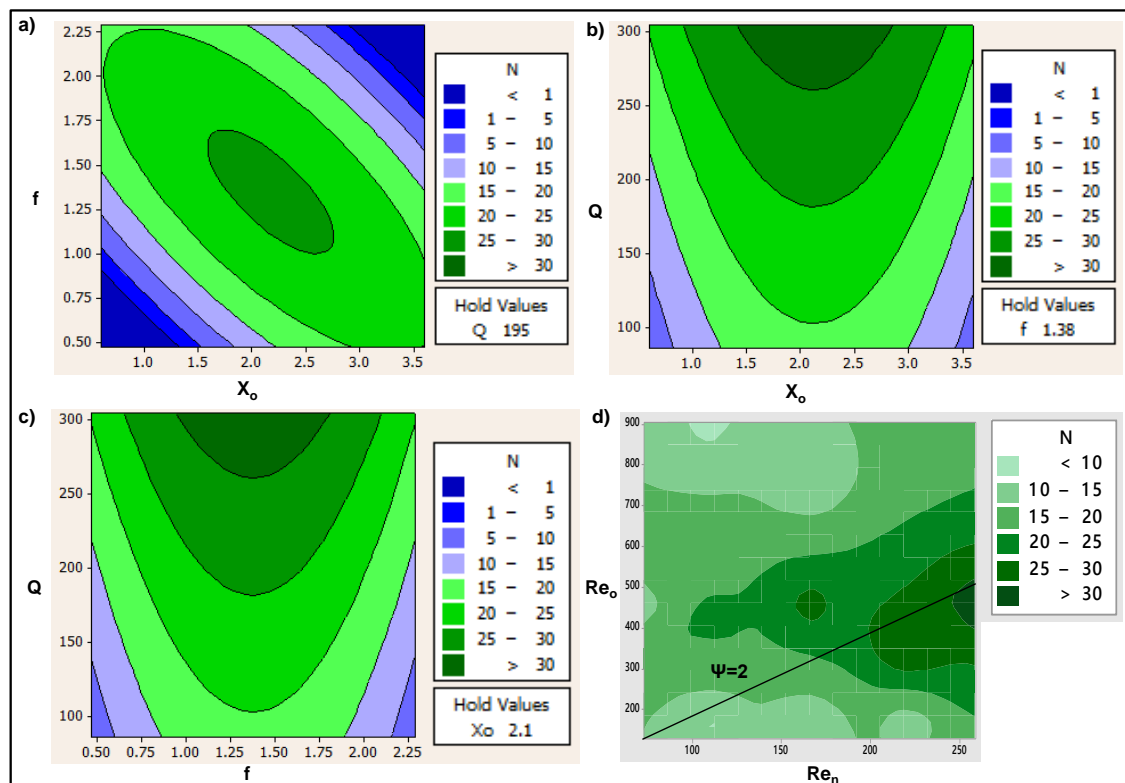 a)
2.25
2.00
1.75
1.50
1.25
1.00
0.75
0.50
f
1.0 1.5 2.0 2.5 3.0 3.5
Xo
N
< 1
1 – 5
5 – 10
10 – 15
15 – 20
20 – 25
25 – 30
> 30
Hold Values
Q 195
b)
300
250
200
150
100
Q
1.0 1.5 2.0 2.5 3.0 3.5
Xo
N
< 1
1 – 5
5 – 10
10 – 15
15 – 20
20 – 25
25 – 30
> 30
Hold Values
f 1.38
c)
300
250
200
150
100
Q
0.50 0.75 1.00 1.25 1.50 1.75 2.00 2.25
f
N
< 1
1 – 5
5 – 10
10 – 15
15 – 20
20 – 25
25 – 30
> 30
Hold Values
Xo 2.1
d)
900
800
700
600
500
400
300
200
Reo
Ψ=2
100 150 200 250
Ren
N
< 10
10 – 15
15 – 20
20 – 25
25 – 30
> 30